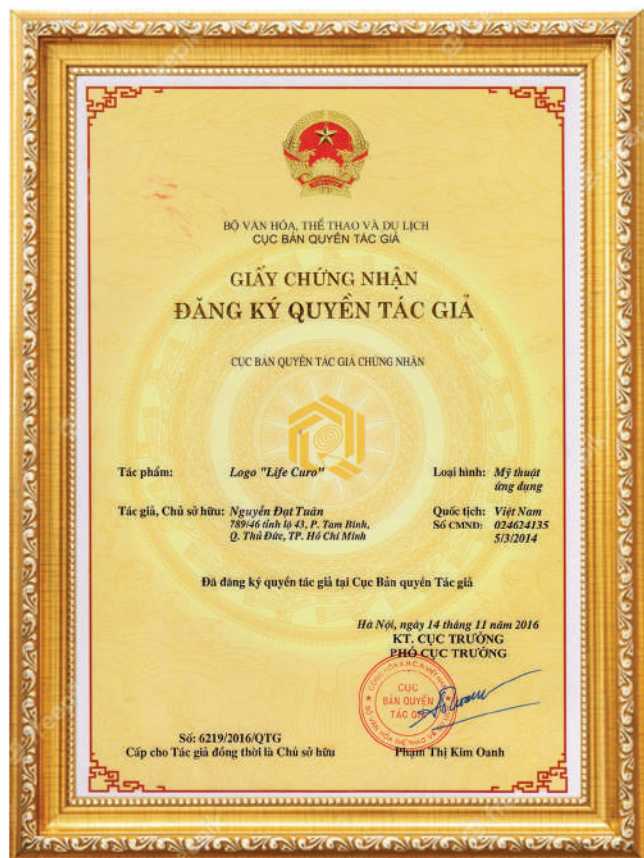 BỘ VĂN HÓA, THỂ THAO VÀ DU LỊCH
CỤC BẢN QUYỀN TÁC GIẢ
GIẤY CHỨNG NHẬN
ĐĂNG KÝ QUYỀN TÁC GIẢ
CỤC BẢN QUYỀN TÁC GIẢ CHỨNG NHẬN
Tác phẩm: Logo "Life Curo" Loại hình: Mỹ thuật
ứng dụng
Tác giả, Chủ sở hữu: Nguyễn Đạt Tuân Quốc tịch: Việt Nam
789/46 tỉnh lộ 43, P. Tam Bình, Số CMND: 024624135
Q. Thủ Đức, TP. Hồ Chí Minh 5/3/2014
Đã đăng ký quyền tác giả tại Cục Bản quyền Tác giả
Hà Nội, ngày 14 tháng 11 năm 2016
KT. CỤC TRƯỞNG
PHÓ CỤC TRƯỞNG
CỤC
BẢN QUYỀN
TÁC GIẢ
Số: 6219/2016/QTG
Cấp cho Tác giả đồng thời là Chủ sở hữu Phạm Thị Kim Oanh